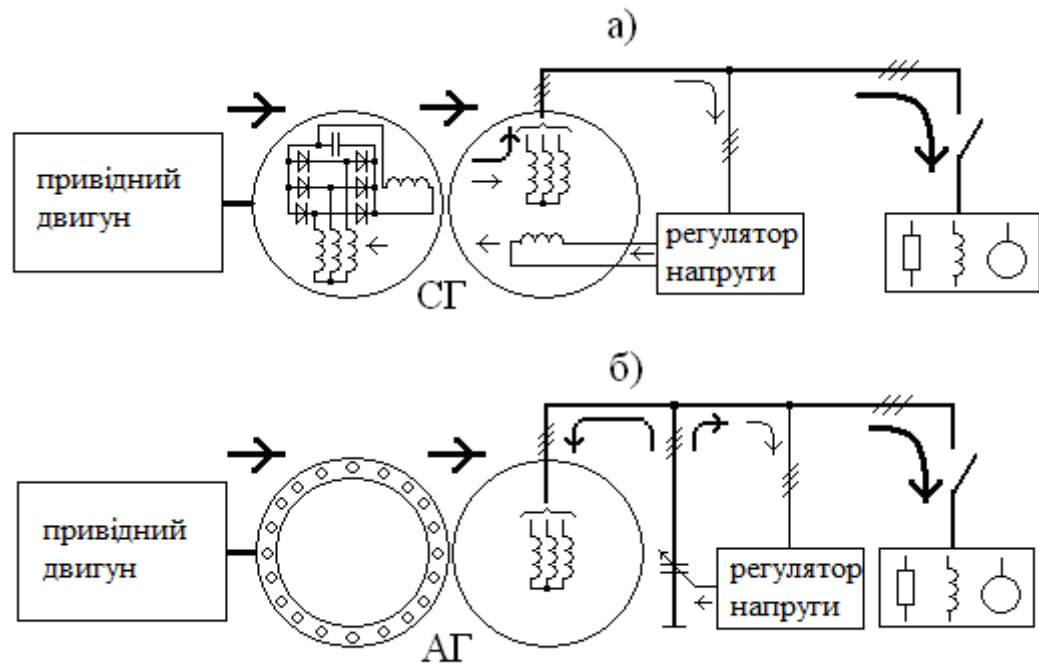 а)
привідний
двигун
регулятор
напруги
СГ
б)
привідний
двигун
регулятор
напруги
АГ